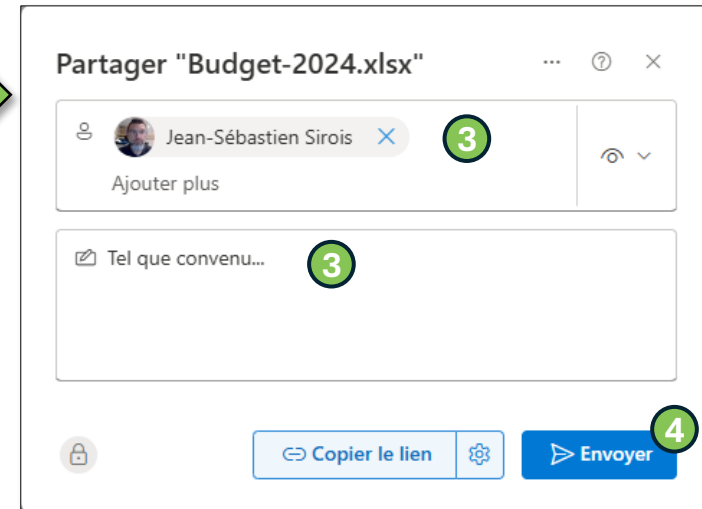 Partager "Budget-2024.xlsx"
Jean-Sébastien Sirois
3
Ajouter plus
Tel que convenu...
3
Copier le lien
Envoyer
4